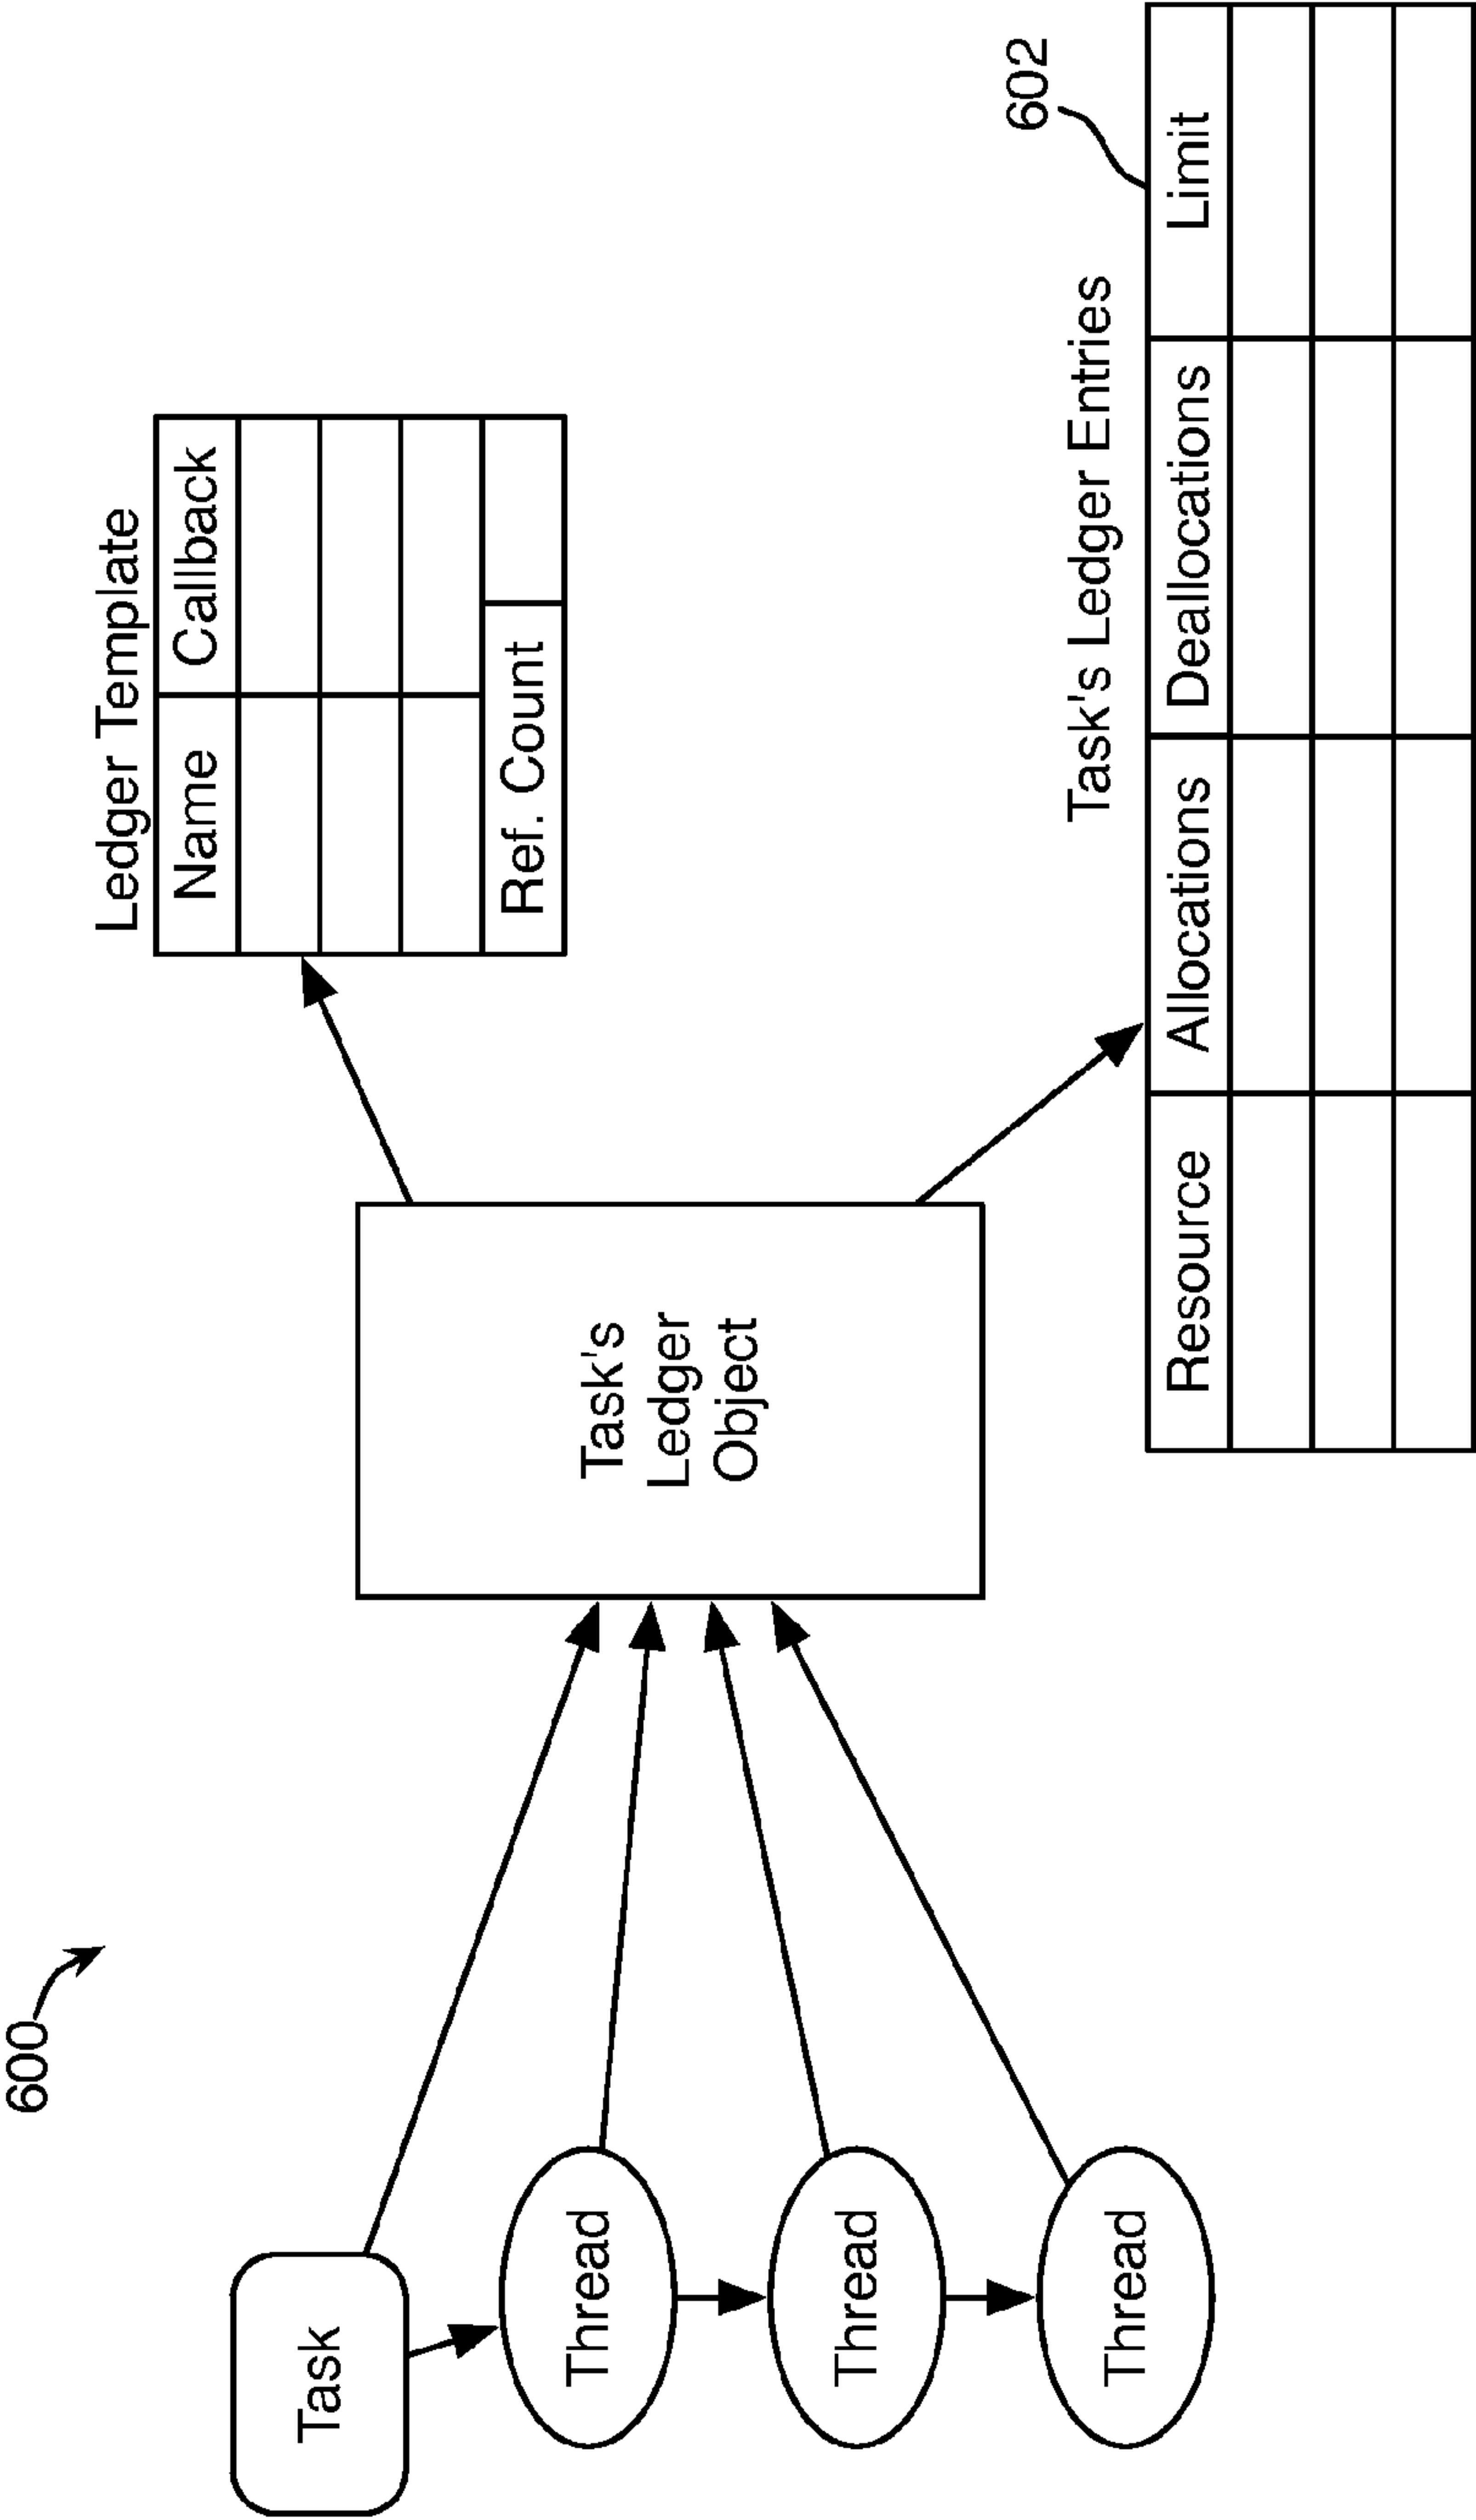 600
Task
Thread
Thread
Thread
Task's
Ledger
Object
Ledger Template
Name Callback
Ref. Count
Task's Ledger Entries
602
Resource Allocations Deallocations Limit